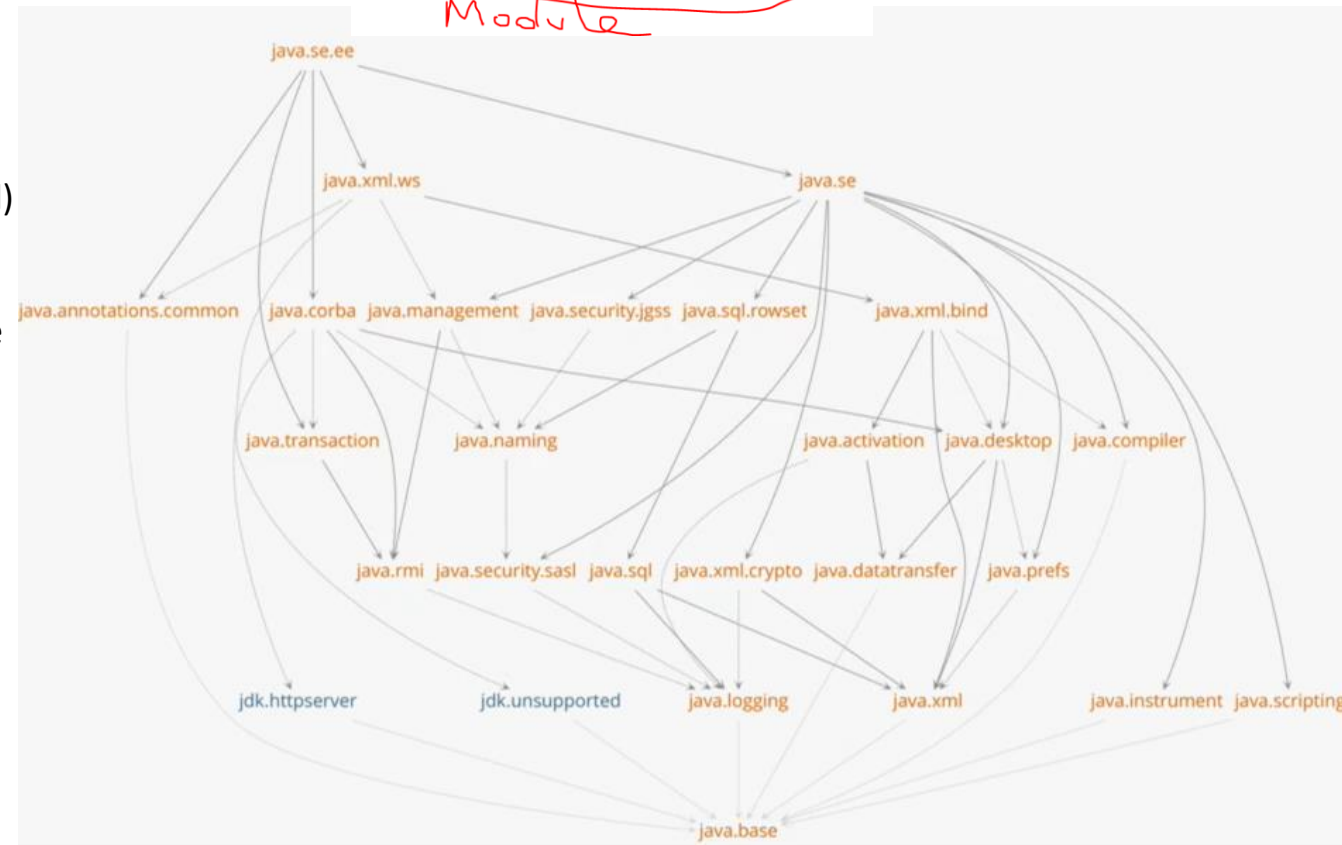 Module
java.se.ee
java.xml.ws java.se
)
java.annotations.common java.corba java.management java.security.jgss java.sql.rowset java.xml.bind
e
java.transaction java.naming java.activation java.desktop java.compiler
java.rmi java.security.sasl java.sql java.xml.crypto java.datatransfer java.prefs
jdk.httpserver jdk.unsupported java.logging java.xml java.instrument java.scripting
java.base